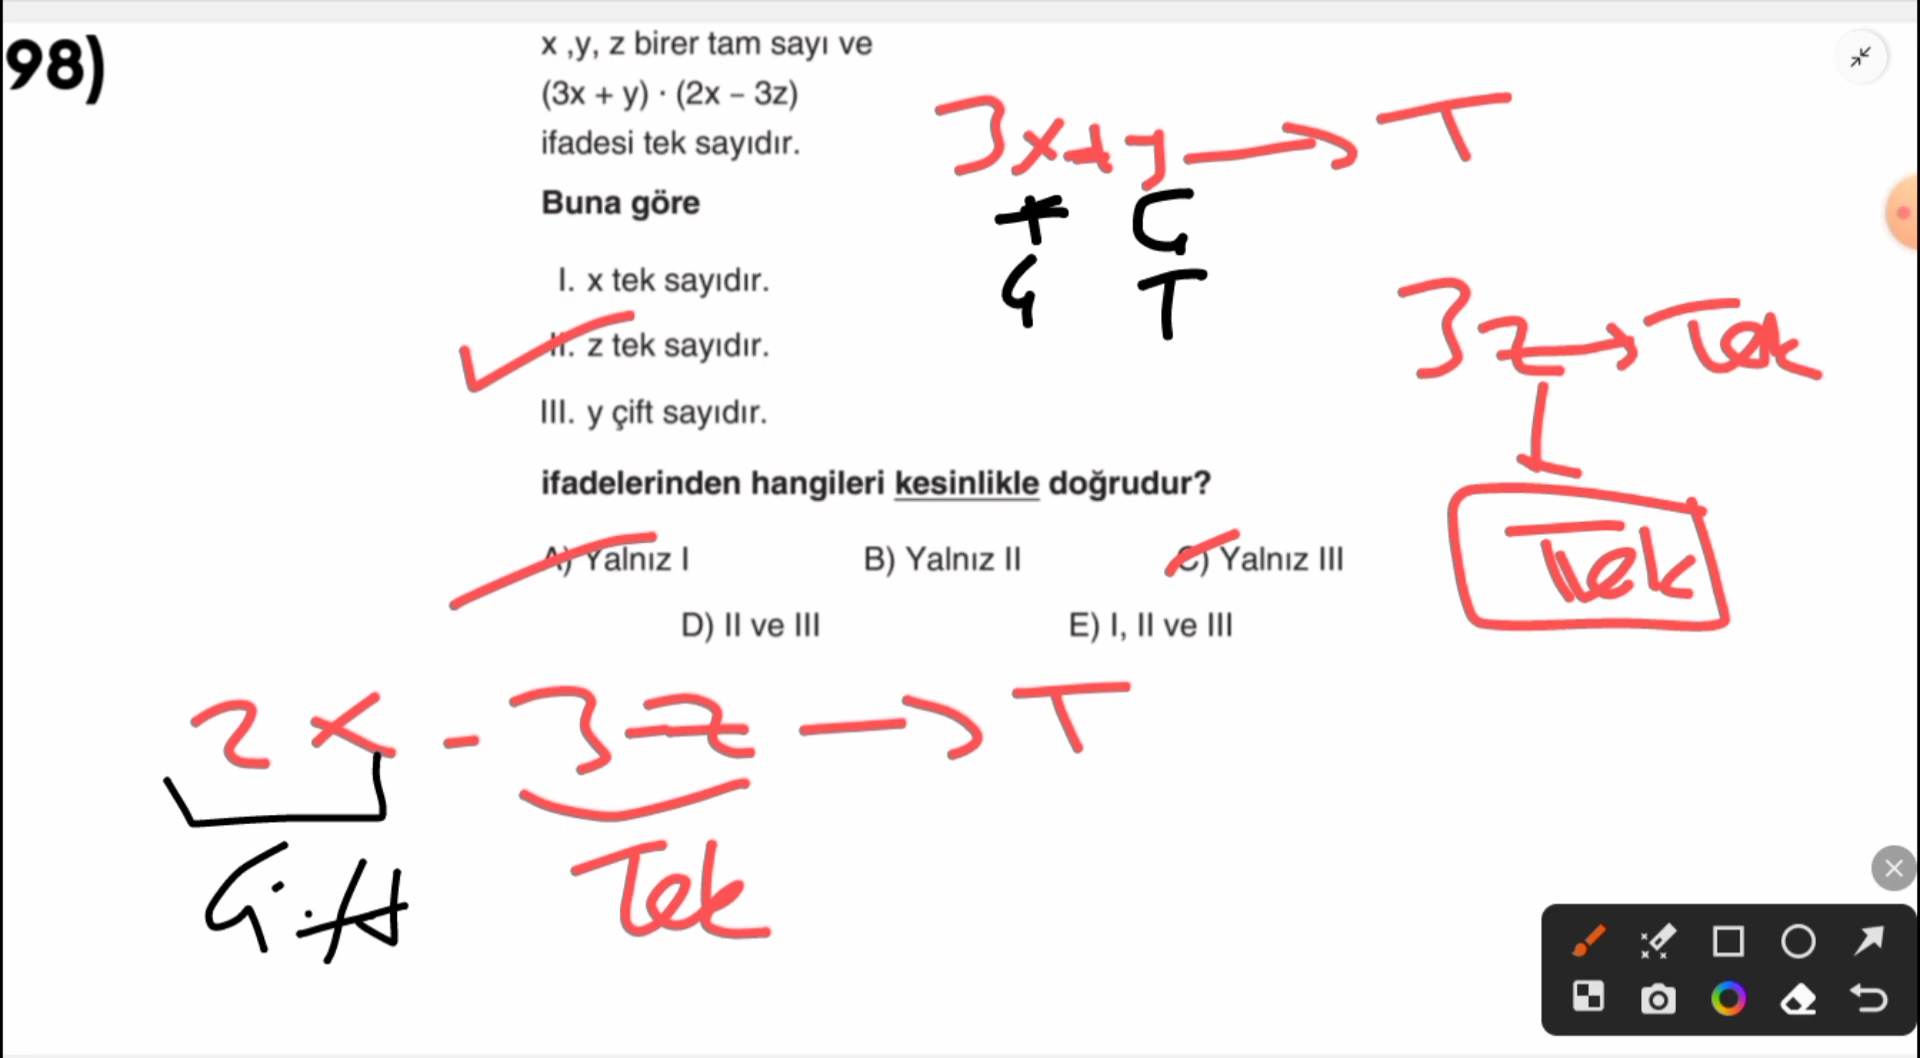 98)
x ,y, z birer tam sayı ve
(3x + y) · (2x – 3z)
ifadesi tek sayıdır.
Buna göre
I. x tek sayıdır.
II. z tek sayıdır.
III. y çift sayıdır.
ifadelerinden hangileri kesinlikle doğrudur?
A) Yalnız I B) Yalnız II C) Yalnız III
D) II ve III E) I, II ve III
3x+y → T
T Ç
Ç T
3z → Tek
Tek
2x - 3z → T
Çift Tek